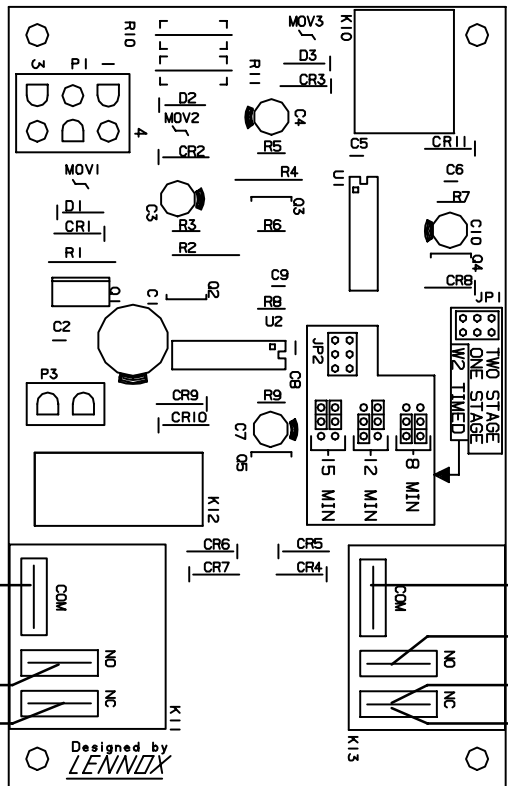 MOV3
K10
R10
D3
CR3
R11
3 P1 1
D2
MOV2
C4
4
CR2
R5
C5
CR11
MOV1
R4
U1
C6
C3
Q3
R7
D1
CR1
R3
R6
C10
R1
R2
Q4
Q1
C1
Q2
C9
CR8
JP1
R8
C2
U2
JP2
TWO STAGE
ONE STAGE
W2 TIMED
P3
C8
CR9
R9
CR10
C7
Q5
15 MIN
12 MIN
8 MIN
K12
CR6
CR5
CR7
CR4
COM
COM
NO
NO
NC
NC
K11
K13
Designed by
LENNOX